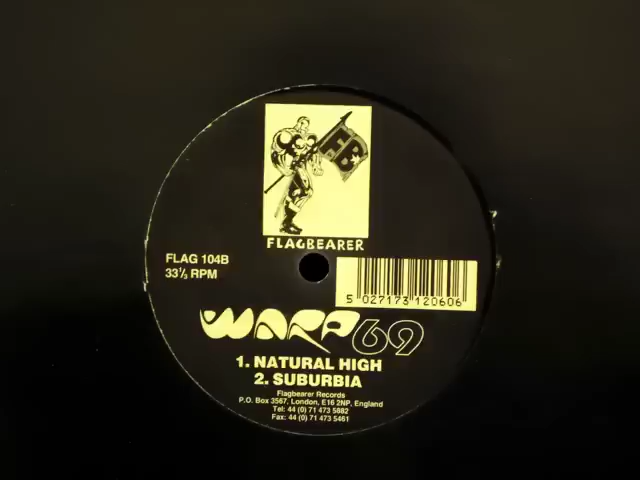 FB
FLAGBEARER
FLAG 104B
33⅓ RPM
5 027173 120606
WARP 69
1. NATURAL HIGH
2. SUBURBIA
Flagbearer Records
P.O. Box 3567, London, E16 2NP, England
Tel: 44 (0) 71 473 5882
Fax: 44 (0) 71 473 5461